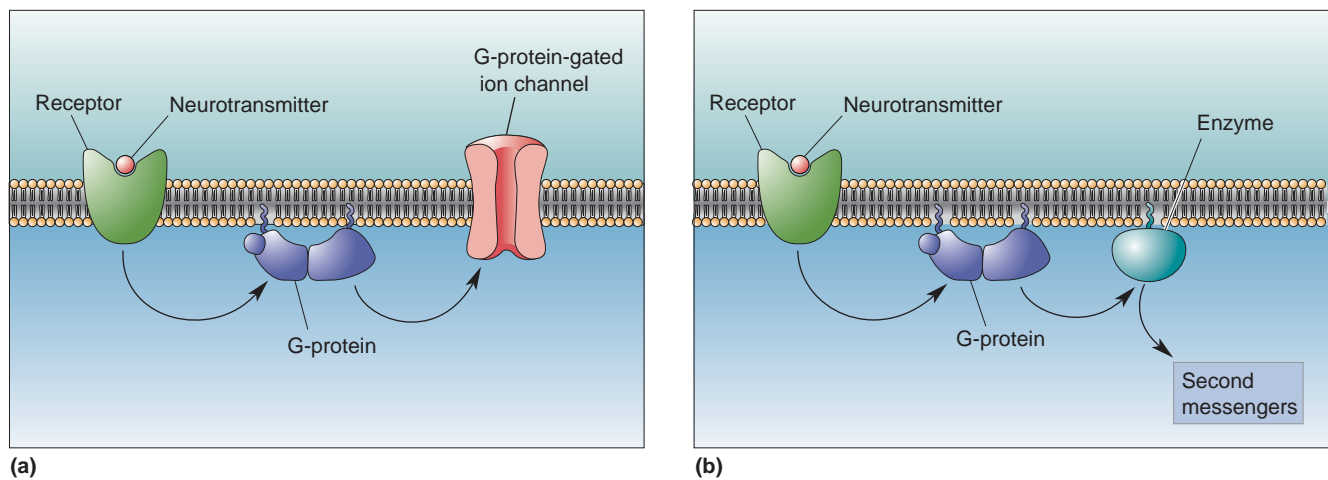 G-protein-gated
ion channel
Receptor
Neurotransmitter
G-protein
(a)
Receptor
Neurotransmitter
Enzyme
G-protein
Second
messengers
(b)